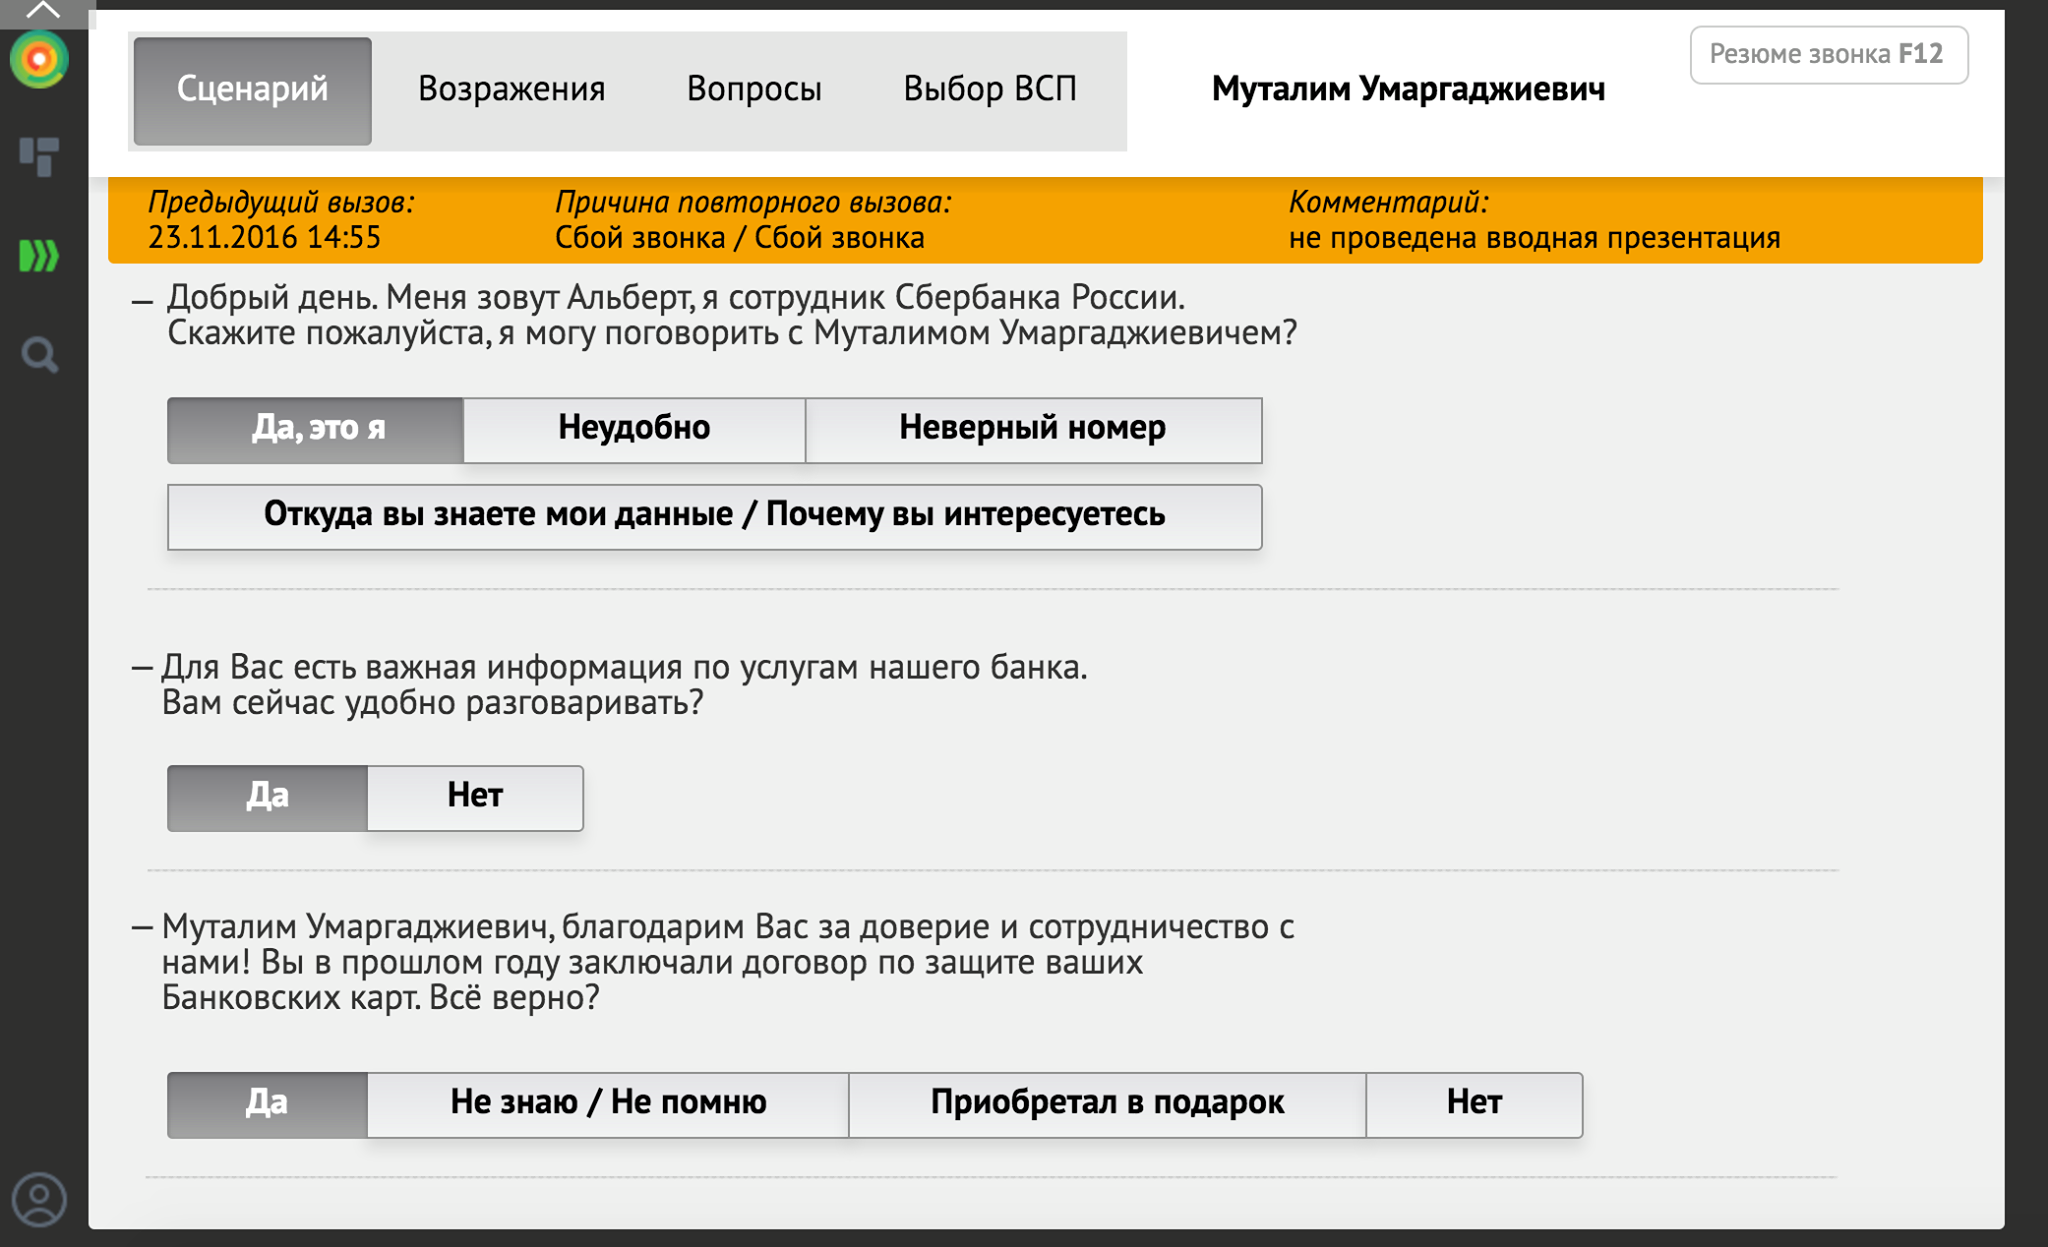 Сценарий Возражения Вопросы Выбор ВСП Муталим Умаргаджиевич Резюме звонка F12
Предыдущий вызов: Причина повторного вызова: Комментарий:
23.11.2016 14:55 Сбой звонка / Сбой звонка не проведена вводная презентация
— Добрый день. Меня зовут Альберт, я сотрудник Сбербанка России.
Скажите пожалуйста, я могу поговорить с Муталимом Умаргаджиевичем?
Да, это я Неудобно Неверный номер
Откуда вы знаете мои данные / Почему вы интересуетесь
— Для Вас есть важная информация по услугам нашего банка.
Вам сейчас удобно разговаривать?
Да Нет
— Муталим Умаргаджиевич, благодарим Вас за доверие и сотрудничество с
нами! Вы в прошлом году заключали договор по защите ваших
Банковских карт. Всё верно?
Да Не знаю / Не помню Приобретал в подарок Нет